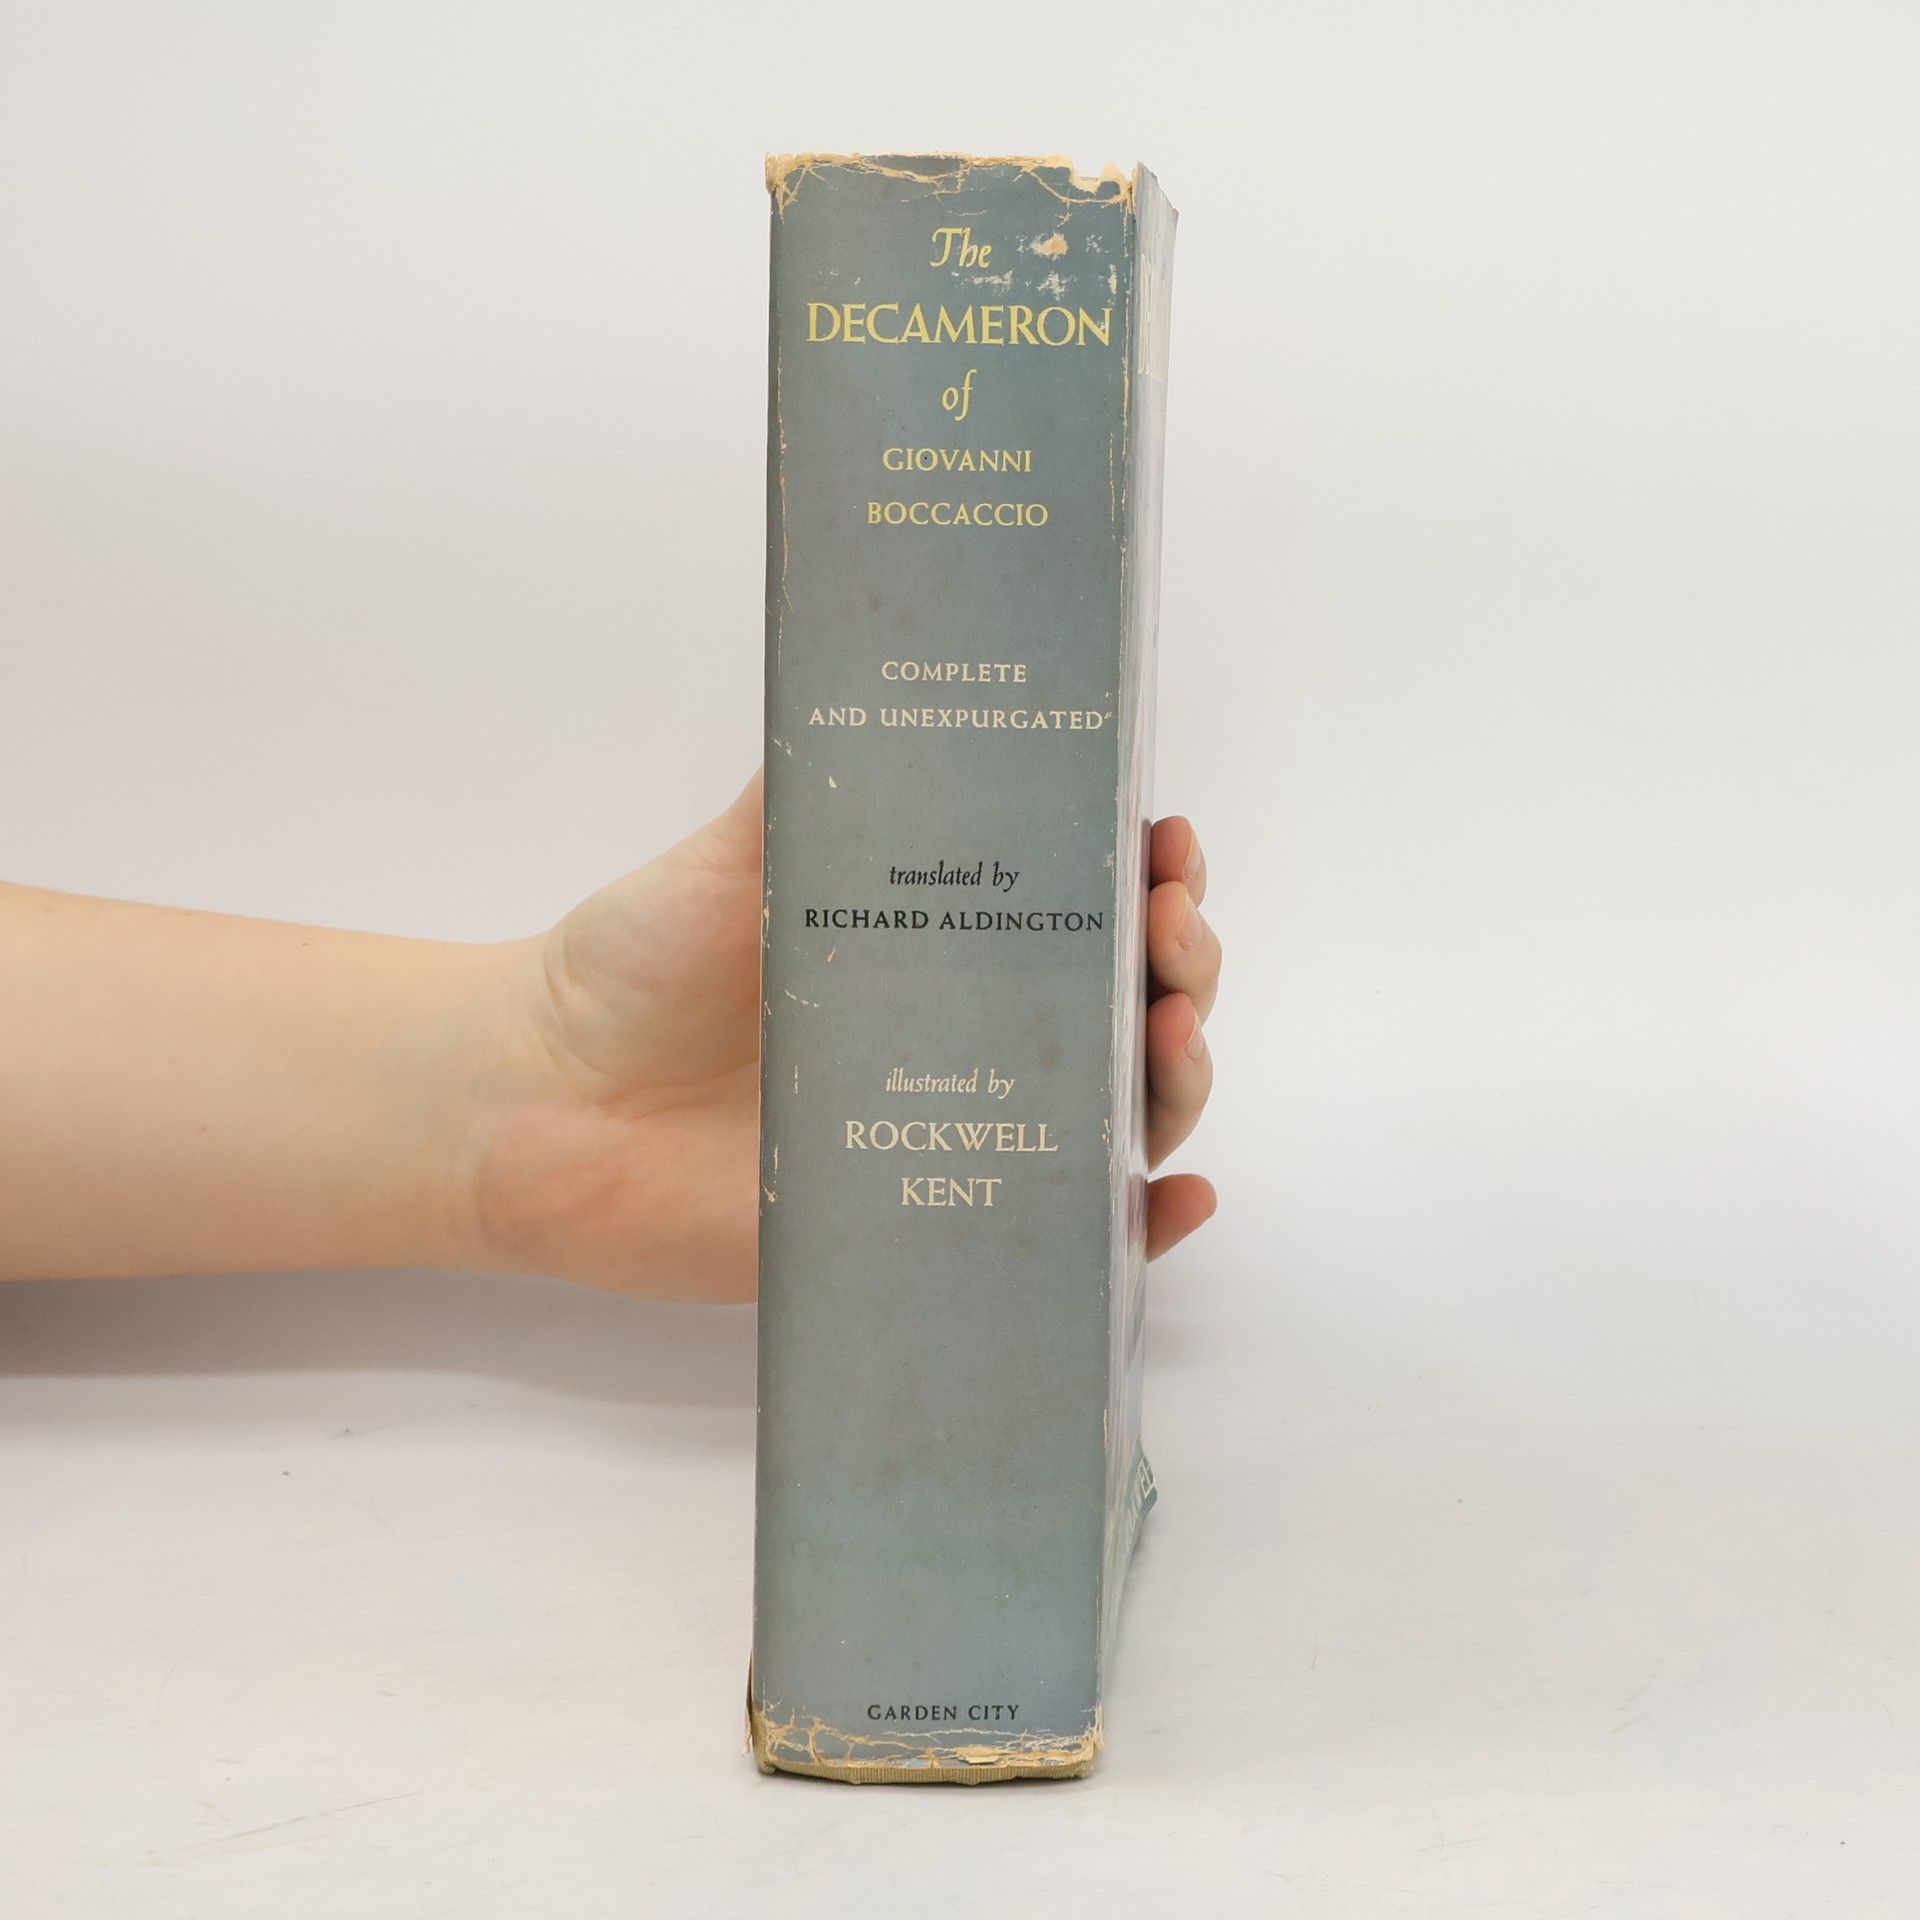 The
DECAMERON
of
GIOVANNI
BOCCACCIO
COMPLETE
AND UNEXPURGATED
translated by
RICHARD ALDINGTON
illustrated by
ROCKWELL
KENT
GARDEN CITY